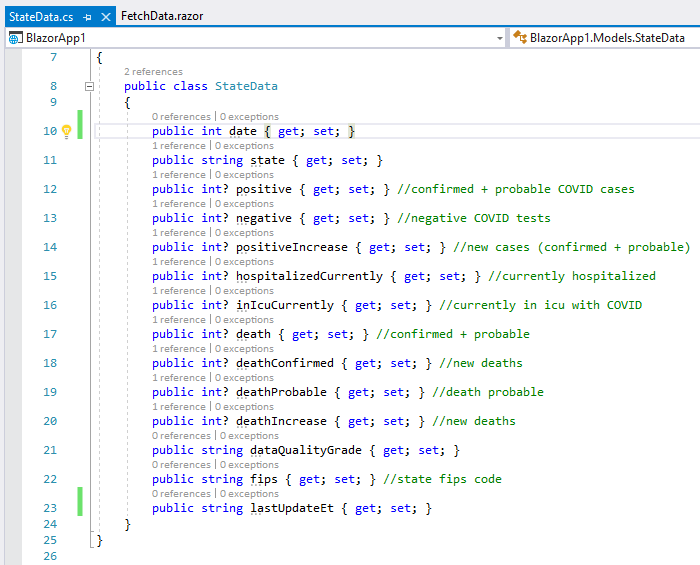 StateData.cs FetchData.razor
BlazorApp1 BlazorApp1.Models.StateData
7 {
2 references
8 public class StateData
9 {
0 references | 0 exceptions
10 public int date { get; set; }
1 reference | 0 exceptions
11 public string state { get; set; }
1 reference | 0 exceptions
12 public int? positive { get; set; } //confirmed + probable COVID cases
1 reference | 0 exceptions
13 public int? negative { get; set; } //negative COVID tests
1 reference | 0 exceptions
14 public int? positiveIncrease { get; set; } //new cases (confirmed + probable)
1 reference | 0 exceptions
15 public int? hospitalizedCurrently { get; set; } //currently hospitalized
1 reference | 0 exceptions
16 public int? inIcuCurrently { get; set; } //currently in icu with COVID
1 reference | 0 exceptions
17 public int? death { get; set; } //confirmed + probable
1 reference | 0 exceptions
18 public int? deathConfirmed { get; set; } //new deaths
1 reference | 0 exceptions
19 public int? deathProbable { get; set; } //death probable
1 reference | 0 exceptions
20 public int? deathIncrease { get; set; } //new deaths
0 references | 0 exceptions
21 public string dataQualityGrade { get; set; }
0 references | 0 exceptions
22 public string fips { get; set; } //state fips code
0 references | 0 exceptions
23 public string lastUpdateEt { get; set; }
24 }
25 }
26